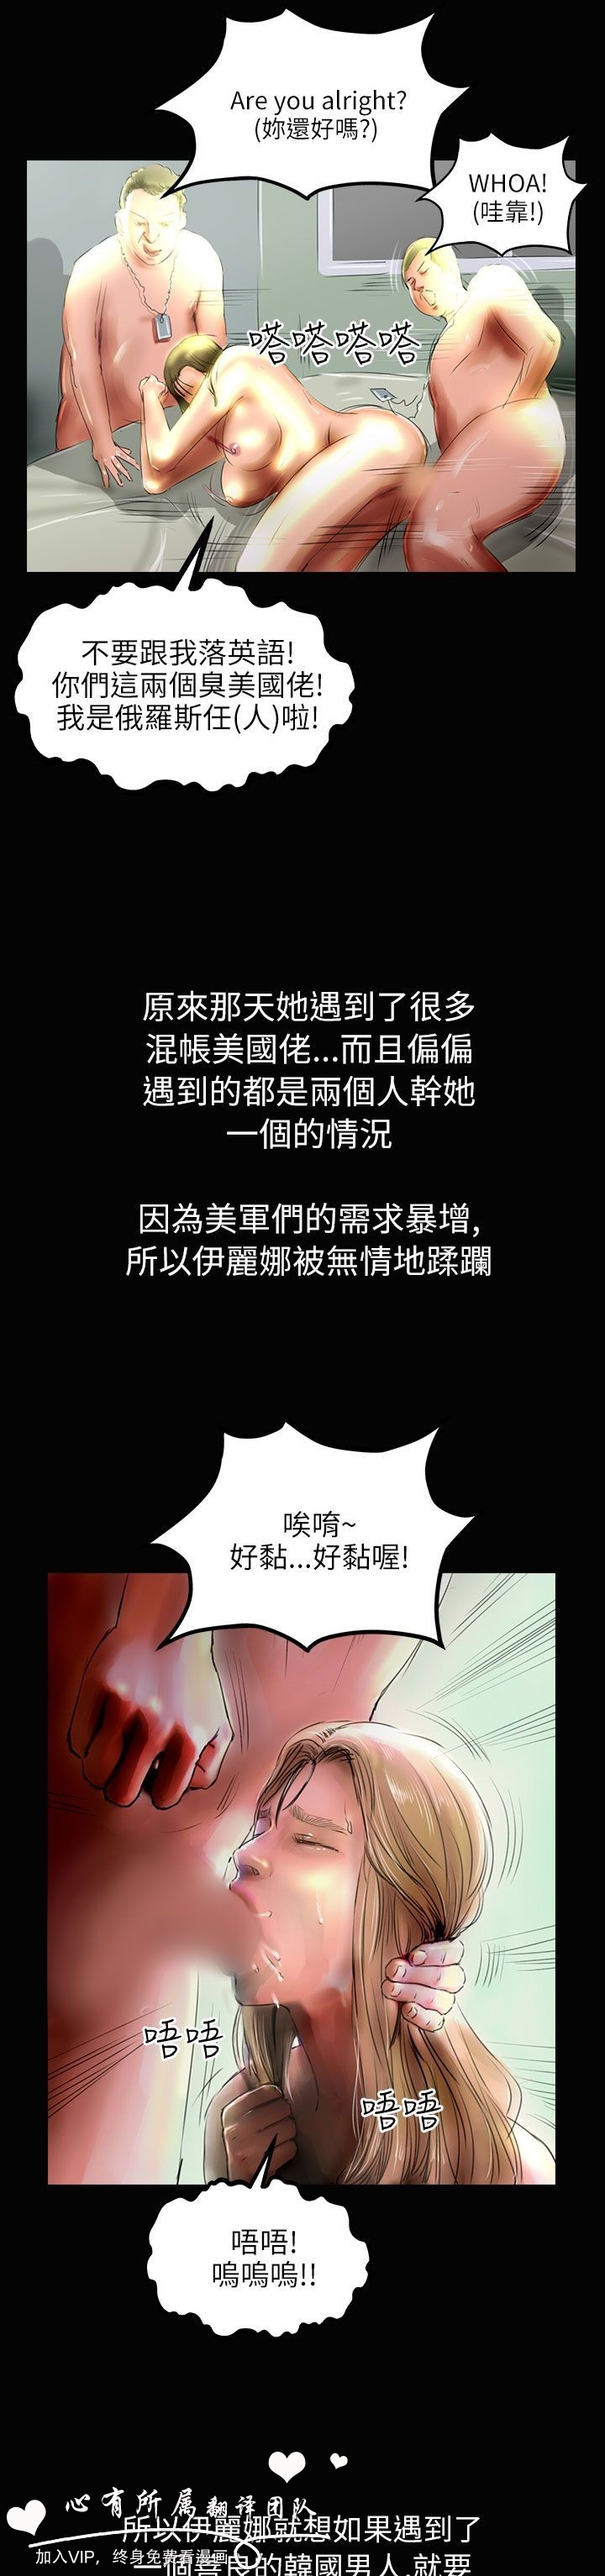 Are you alright?
(妳還好嗎?)
WHOA!
(哇靠!)
嗒嗒嗒嗒
不要跟我落英語!
你們這兩個臭美國佬!
我是俄羅斯任(人)啦!
原來那天她遇到了很多
混帳美國佬...而且偏偏
遇到的都是兩個人幹她
一個的情況
因為美軍們的需求暴增,
所以伊麗娜被無情地蹂躪
唉唷~
好黏...好黏喔!
唔唔
唔唔
唔唔!
嗚嗚嗚!!
心有所属翻译团队
所以伊麗娜就想如果遇到了
加入VIP，终身免费看漫画
一個善良的韓國男人,就要